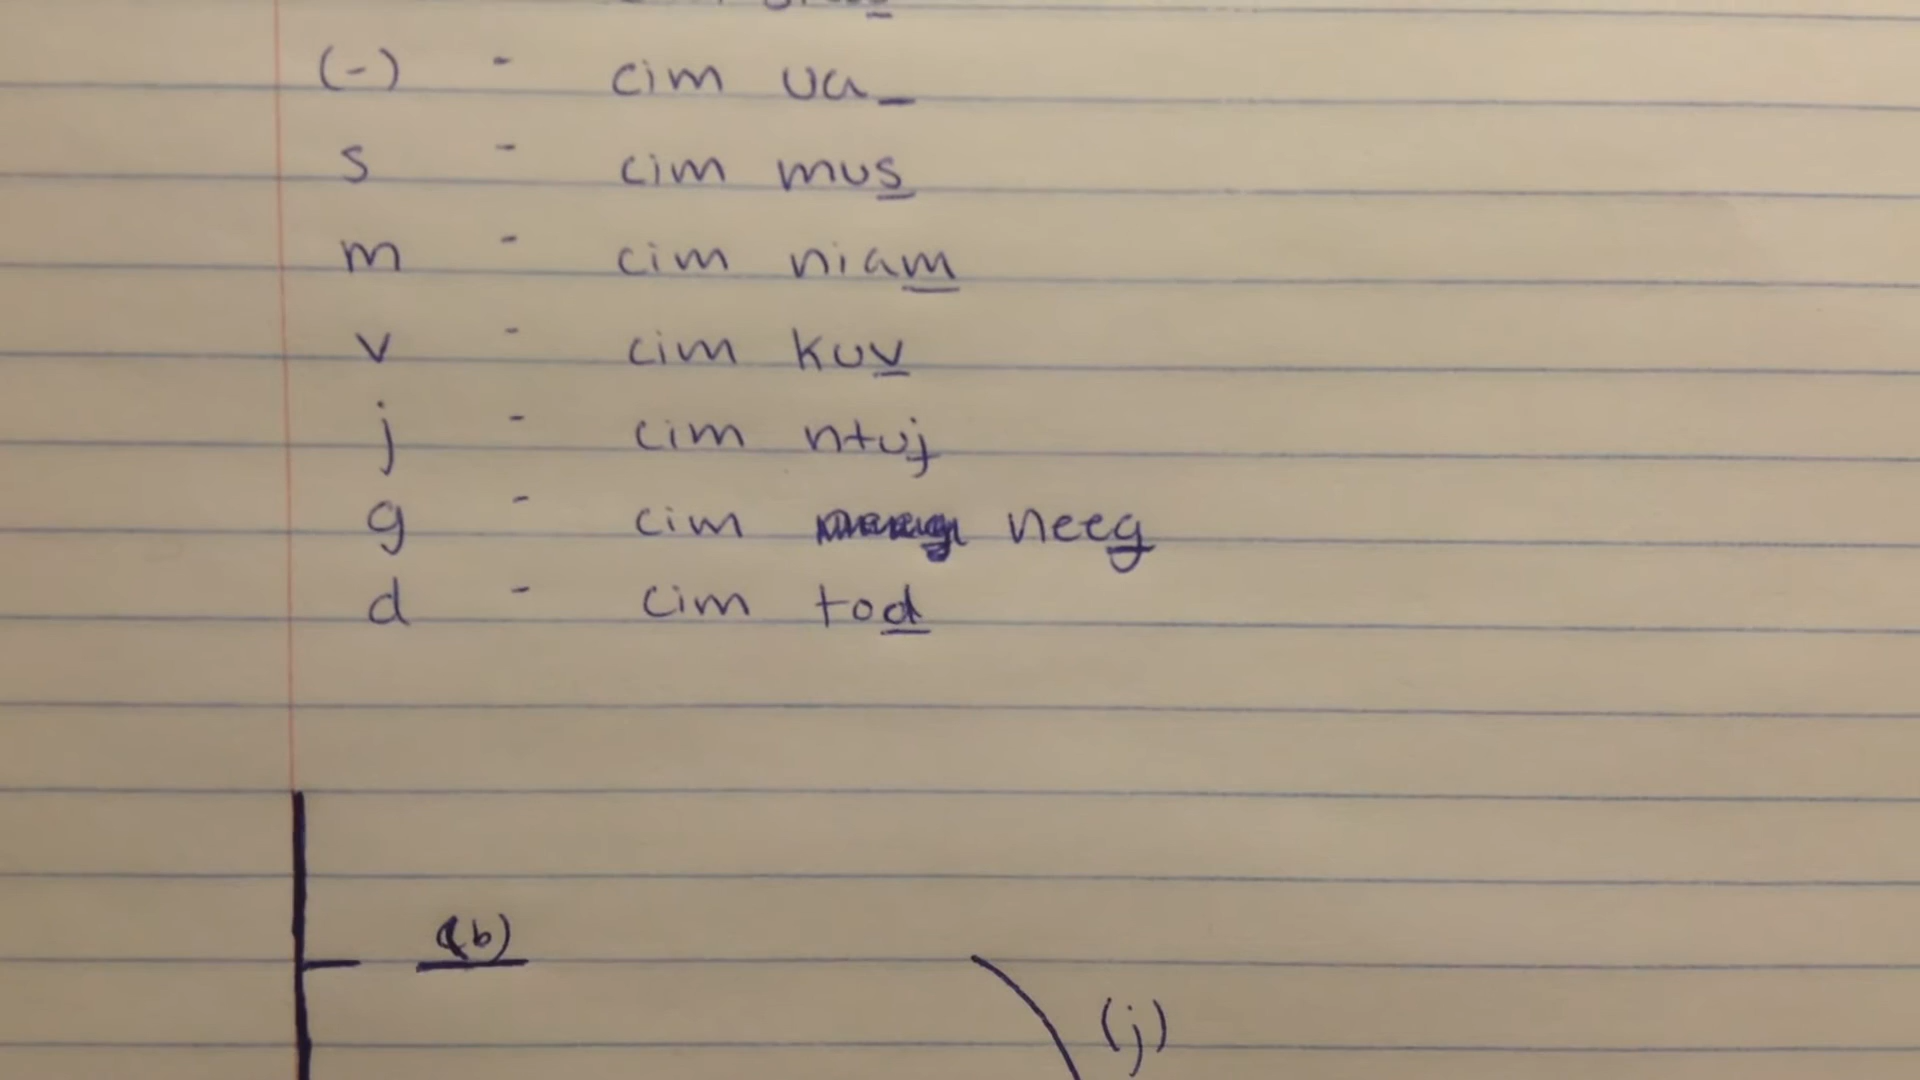 (-) - cim ua_
s - cim mus
m - cim niam
v - cim kuv
j - cim ntuj
g - cim neeg
d - cim tod
(b)
(j)